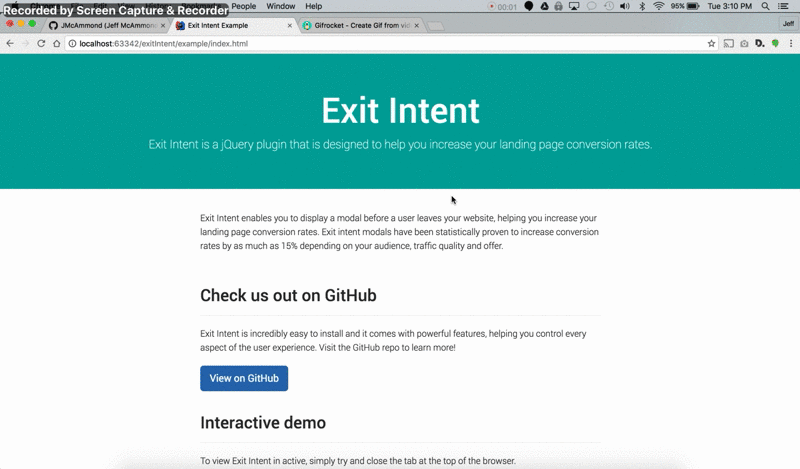 Recorded by Screen Capture & Recorder
People Window Help
00:01
95%
Tue 3:10 PM
JMcAmmond (Jeff McAmmon
Exit Intent Example
Gifrocket - Create Gif from vid
Jeff
localhost:63342/exitIntent/example/index.html
Exit Intent
Exit Intent is a jQuery plugin that is designed to help you increase your landing page conversion rates.
Exit Intent enables you to display a modal before a user leaves your website, helping you increase your
landing page conversion rates. Exit intent modals have been statistically proven to increase conversion
rates by as much as 15% depending on your audience, traffic quality and offer.
Check us out on GitHub
Exit Intent is incredibly easy to install and it comes with powerful features, helping you control every
aspect of the user experience. Visit the GitHub repo to learn more!
View on GitHub
Interactive demo
To view Exit Intent in active, simply try and close the tab at the top of the browser.